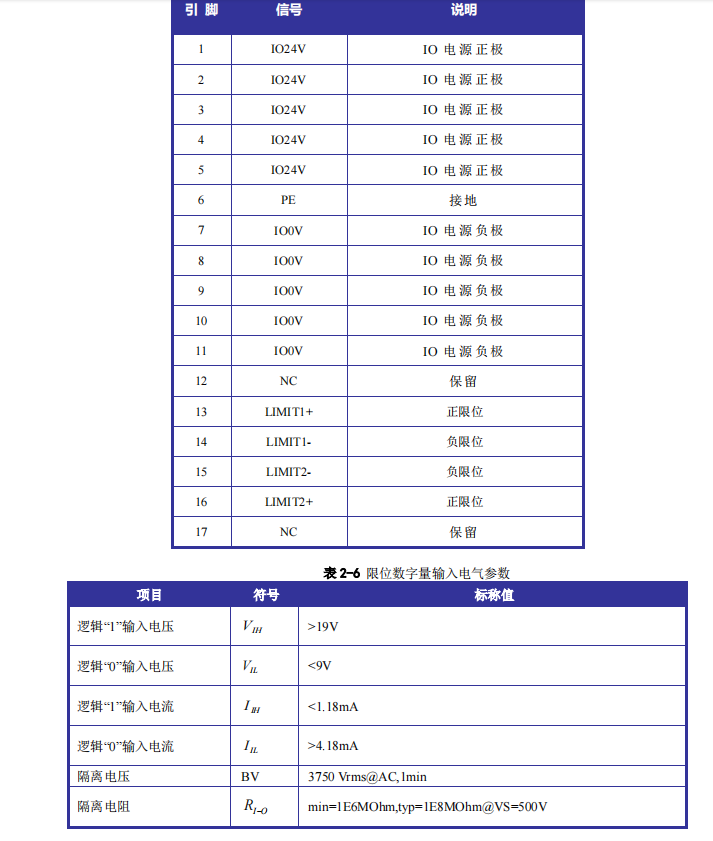 引 脚 信号 说明
1 IO24V IO 电源正极
2 IO24V IO 电源正极
3 IO24V IO 电源正极
4 IO24V IO 电源正极
5 IO24V IO 电源正极
6 PE 接地
7 IO0V IO 电源负极
8 IO0V IO 电源负极
9 IO0V IO 电源负极
10 IO0V IO 电源负极
11 IO0V IO 电源负极
12 NC 保留
13 LIMIT1+ 正限位
14 LIMIT1- 负限位
15 LIMIT2- 负限位
16 LIMIT2+ 正限位
17 NC 保留
表 2-6 限位数字量输入电气参数
项目 符号 标称值
逻辑“1”输入电压 V_IH >19V
逻辑“0”输入电压 V_IL <9V
逻辑“1”输入电流 I_IH <1.18mA
逻辑“0”输入电流 I_IL >4.18mA
隔离电压 BV 3750 Vrms@AC,1min
隔离电阻 R_I-O min=1E6MOhm,typ=1E8MOhm@VS=500V